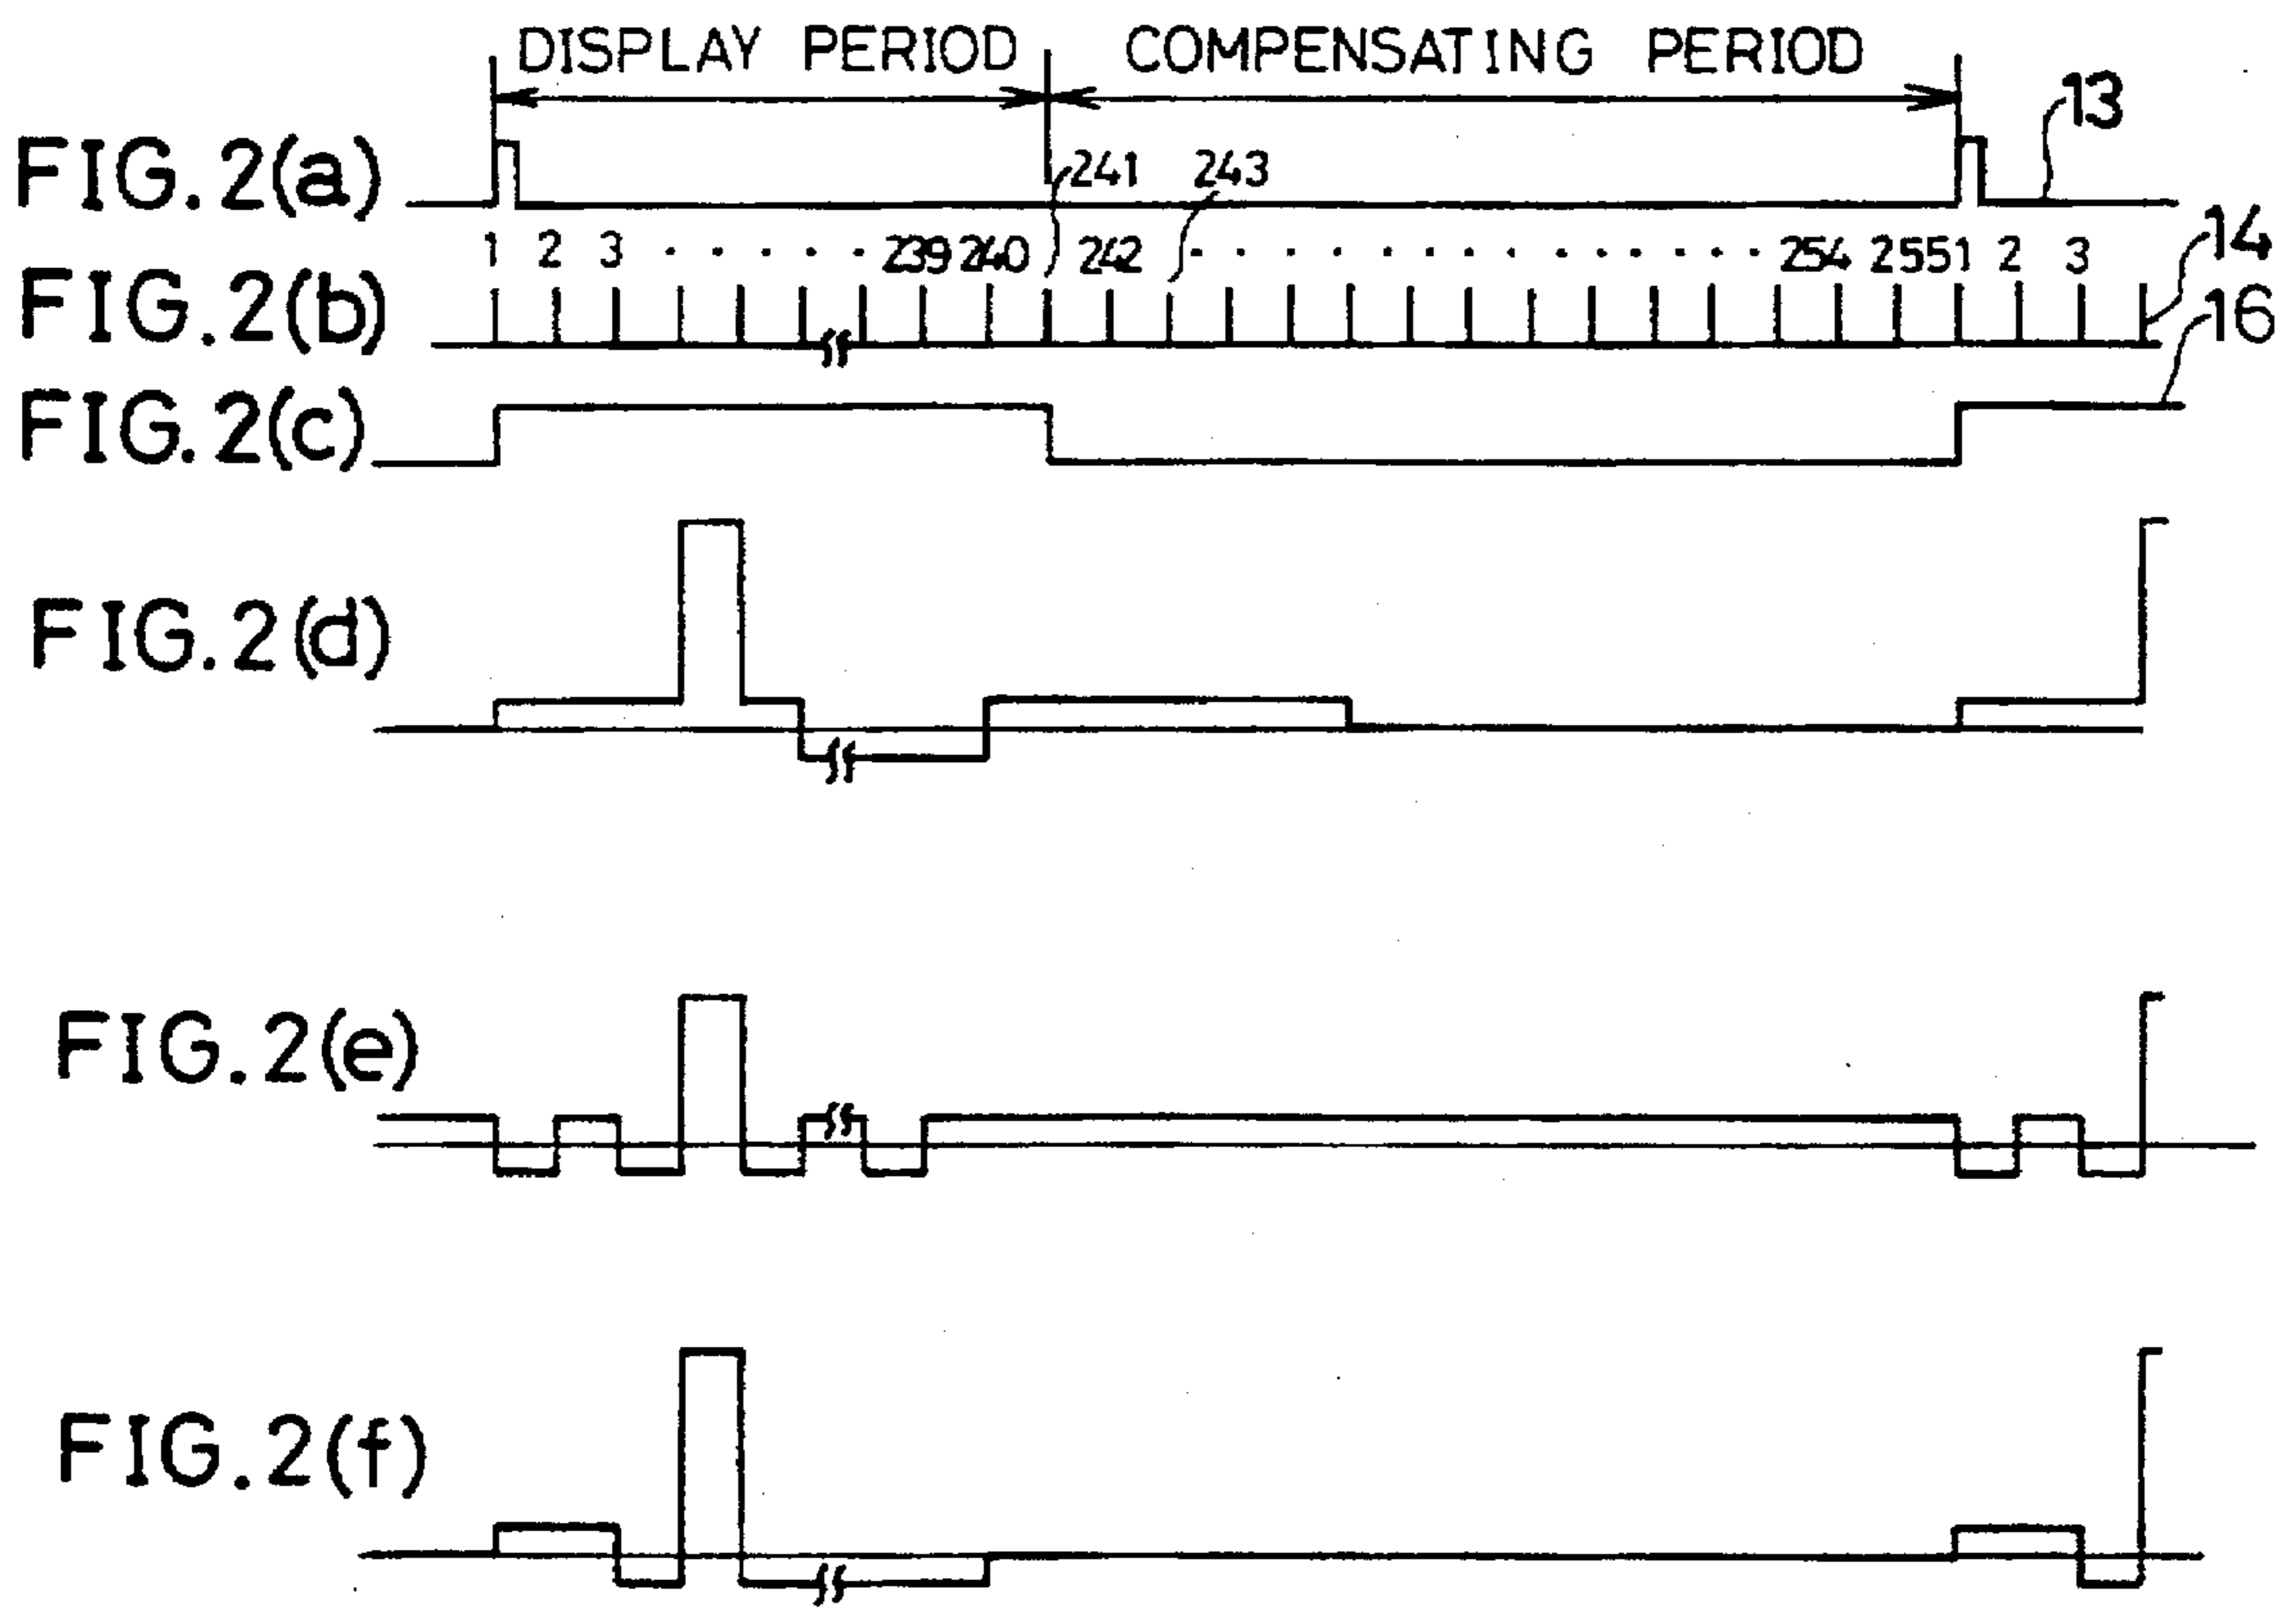 DISPLAY PERIOD COMPENSATING PERIOD
13
FIG.2(a)
241 243
14
1 2 3 · · · · · 239 240 242 · · · · · · · · · · · · 254 255 1 2 3
FIG.2(b)
16
FIG.2(c)
FIG.2(d)
FIG.2(e)
FIG.2(f)